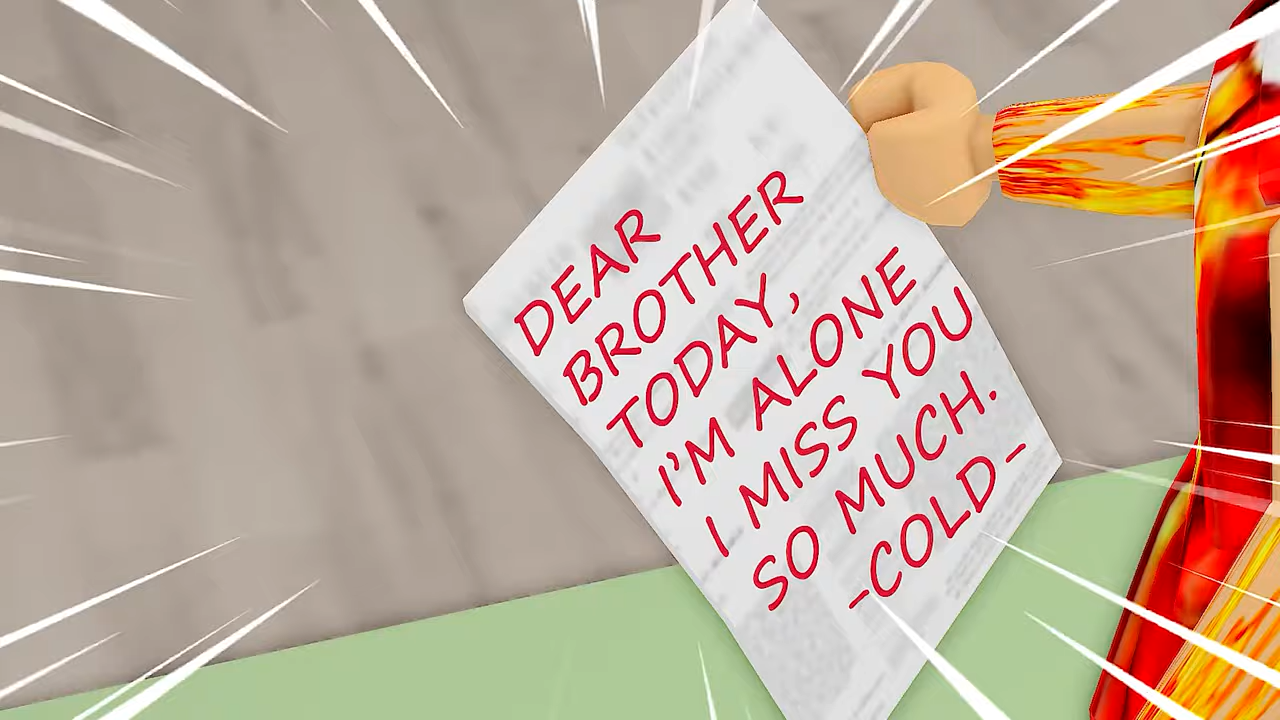 DEAR
BROTHER
TODAY,
I'M ALONE
I MISS YOU
SO MUCH.
-COLD-